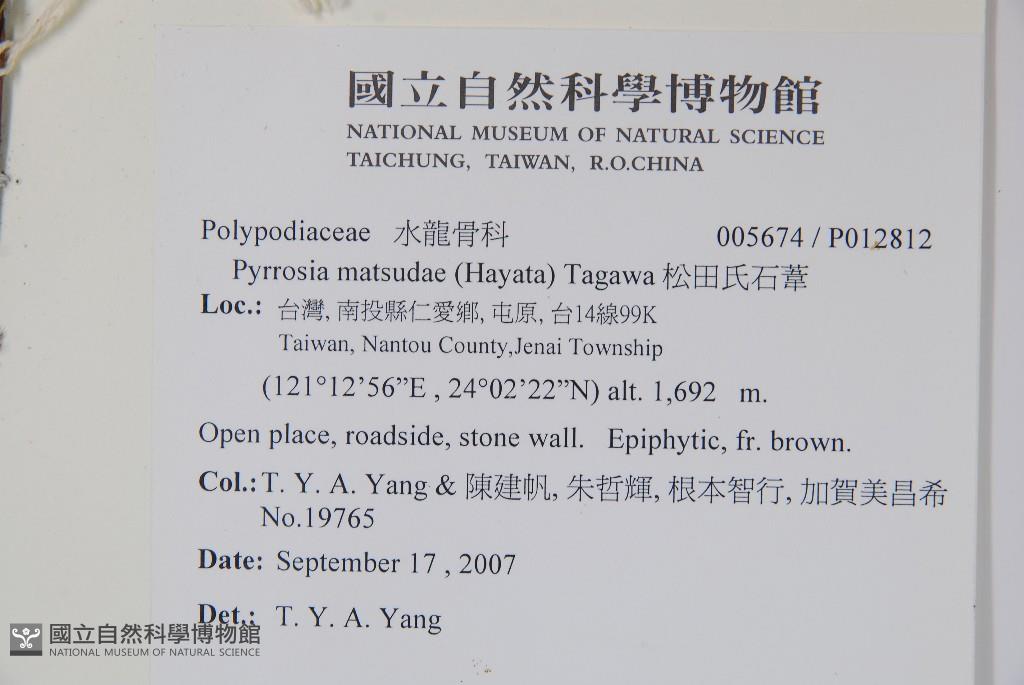 國立自然科學博物館
NATIONAL MUSEUM OF NATURAL SCIENCE
TAICHUNG, TAIWAN, R.O.CHINA
Polypodiaceae 水龍骨科 005674 / P012812
Pyrrosia matsudae (Hayata) Tagawa 松田氏石葦
Loc.: 台灣, 南投縣仁愛鄉, 屯原, 台14線99K
Taiwan, Nantou County,Jenai Township
(121°12’56”E , 24°02’22”N) alt. 1,692 m.
Open place, roadside, stone wall. Epiphytic, fr. brown.
Col.: T. Y. A. Yang & 陳建帆, 朱哲輝, 根本智行, 加賀美昌希
No.19765
Date: September 17 , 2007
Det.: T. Y. A. Yang
國立自然科學博物館
NATIONAL MUSEUM OF NATURAL SCIENCE